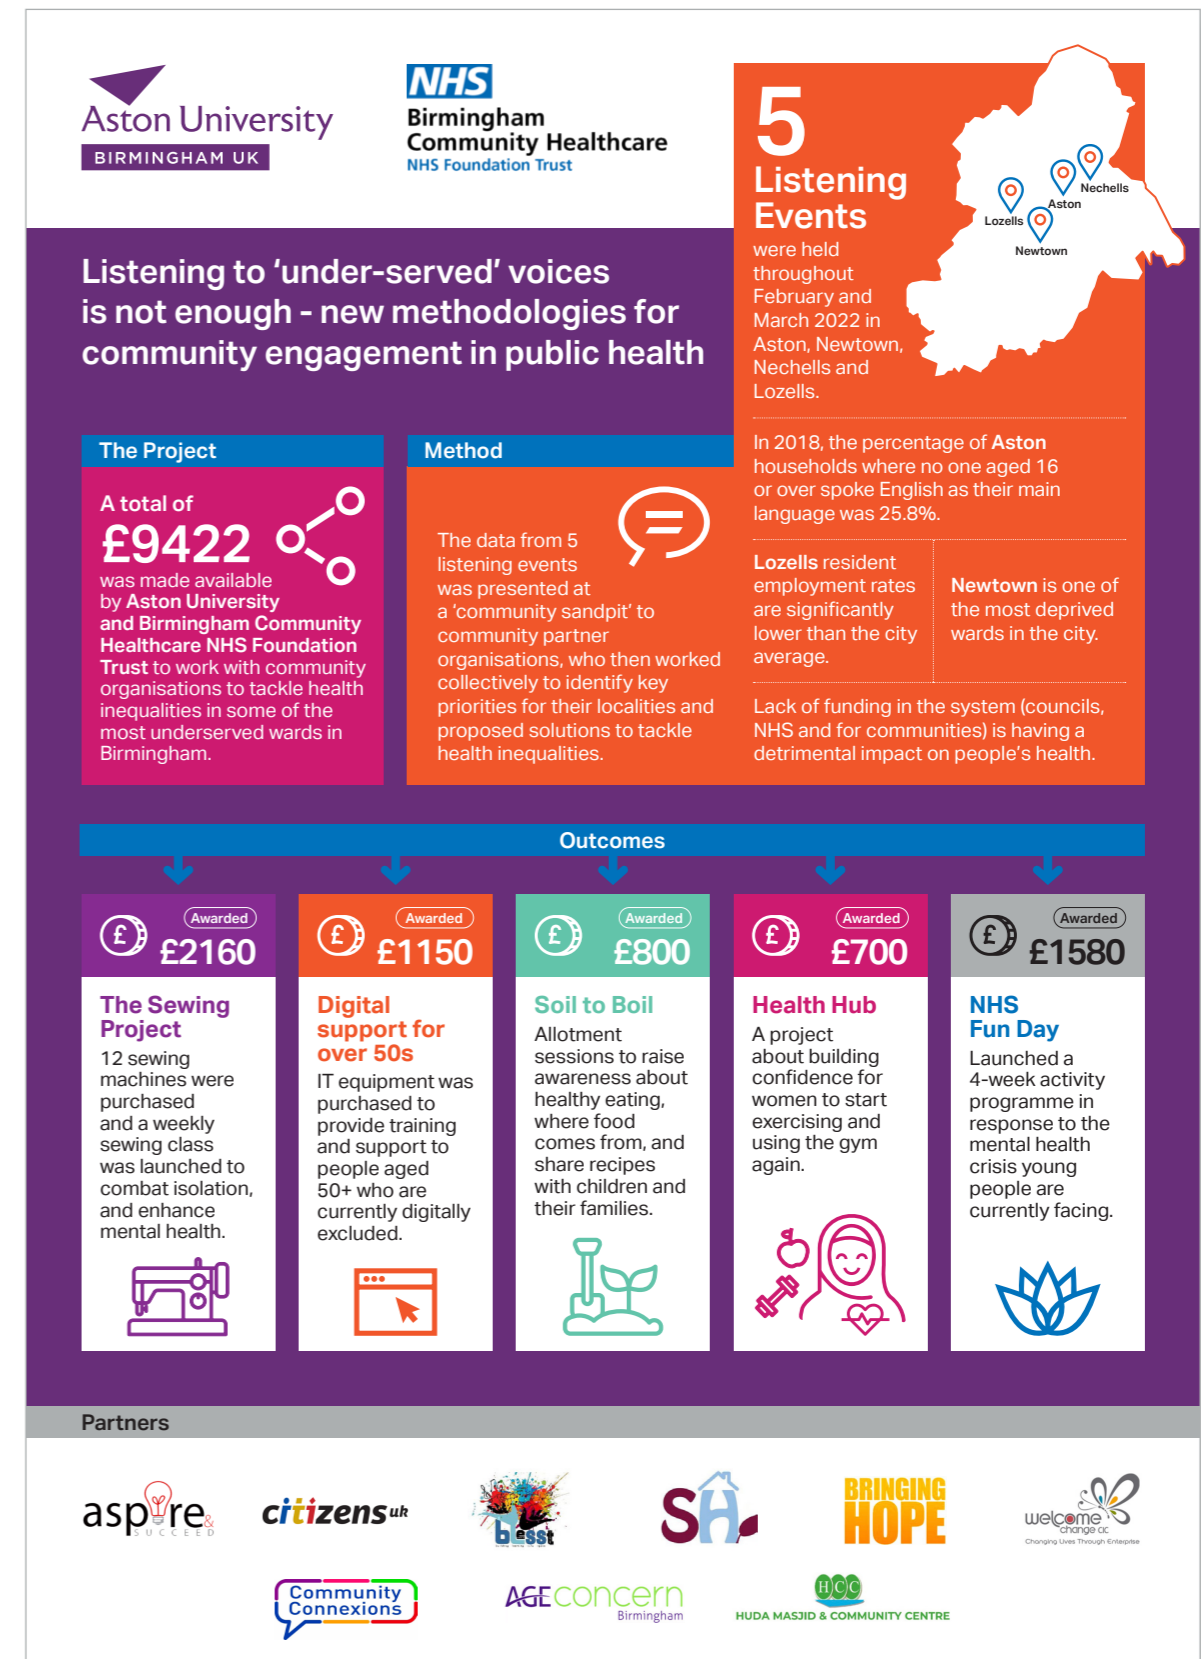 Aston University
BIRMINGHAM UK
NHS
Birmingham
Community Healthcare
NHS Foundation Trust
5
Listening
Events
were held
throughout
February and
March 2022 in
Aston, Newtown,
Nechells and
Lozells.
Nechells
Aston
Lozells
Newtown
In 2018, the percentage of Aston
households where no one aged 16
or over spoke English as their main
language was 25.8%.
Lozells resident
employment rates
are significantly
lower than the city
average.
Newtown is one of
the most deprived
wards in the city.
Lack of funding in the system (councils,
NHS and for communities) is having a
detrimental impact on people's health.
Listening to 'under-served' voices
is not enough - new methodologies for
community engagement in public health
The Project
A total of
£9422
was made available
by Aston University
and Birmingham Community
Healthcare NHS Foundation
Trust to work with community
organisations to tackle health
inequalities in some of the
most underserved wards in
Birmingham.
Method
The data from 5
listening events
was presented at
a 'community sandpit' to
community partner
organisations, who then worked
collectively to identify key
priorities for their localities and
proposed solutions to tackle
health inequalities.
Outcomes
£
Awarded
£2160
The Sewing
Project
12 sewing
machines were
purchased
and a weekly
sewing class
was launched to
combat isolation,
and enhance
mental health.
£
Awarded
£1150
Digital
support for
over 50s
IT equipment was
purchased to
provide training
and support to
people aged
50+ who are
currently digitally
excluded.
£
Awarded
£800
Soil to Boil
Allotment
sessions to raise
awareness about
healthy eating,
where food
comes from, and
share recipes
with children and
their families.
£
Awarded
£700
Health Hub
A project
about building
confidence for
women to start
exercising and
using the gym
again.
£
Awarded
£1580
NHS
Fun Day
Launched a
4-week activity
programme in
response to the
mental health
crisis young
people are
currently facing.
Partners
aspire &
SUCCEED
citizens uk
blesst
SH
BRINGING
HOPE
welcome
change CIC
Changing Lives Through Enterprise
Community
Connexions
AGE concern
Birmingham
HCC
HUDA MASJID & COMMUNITY CENTRE